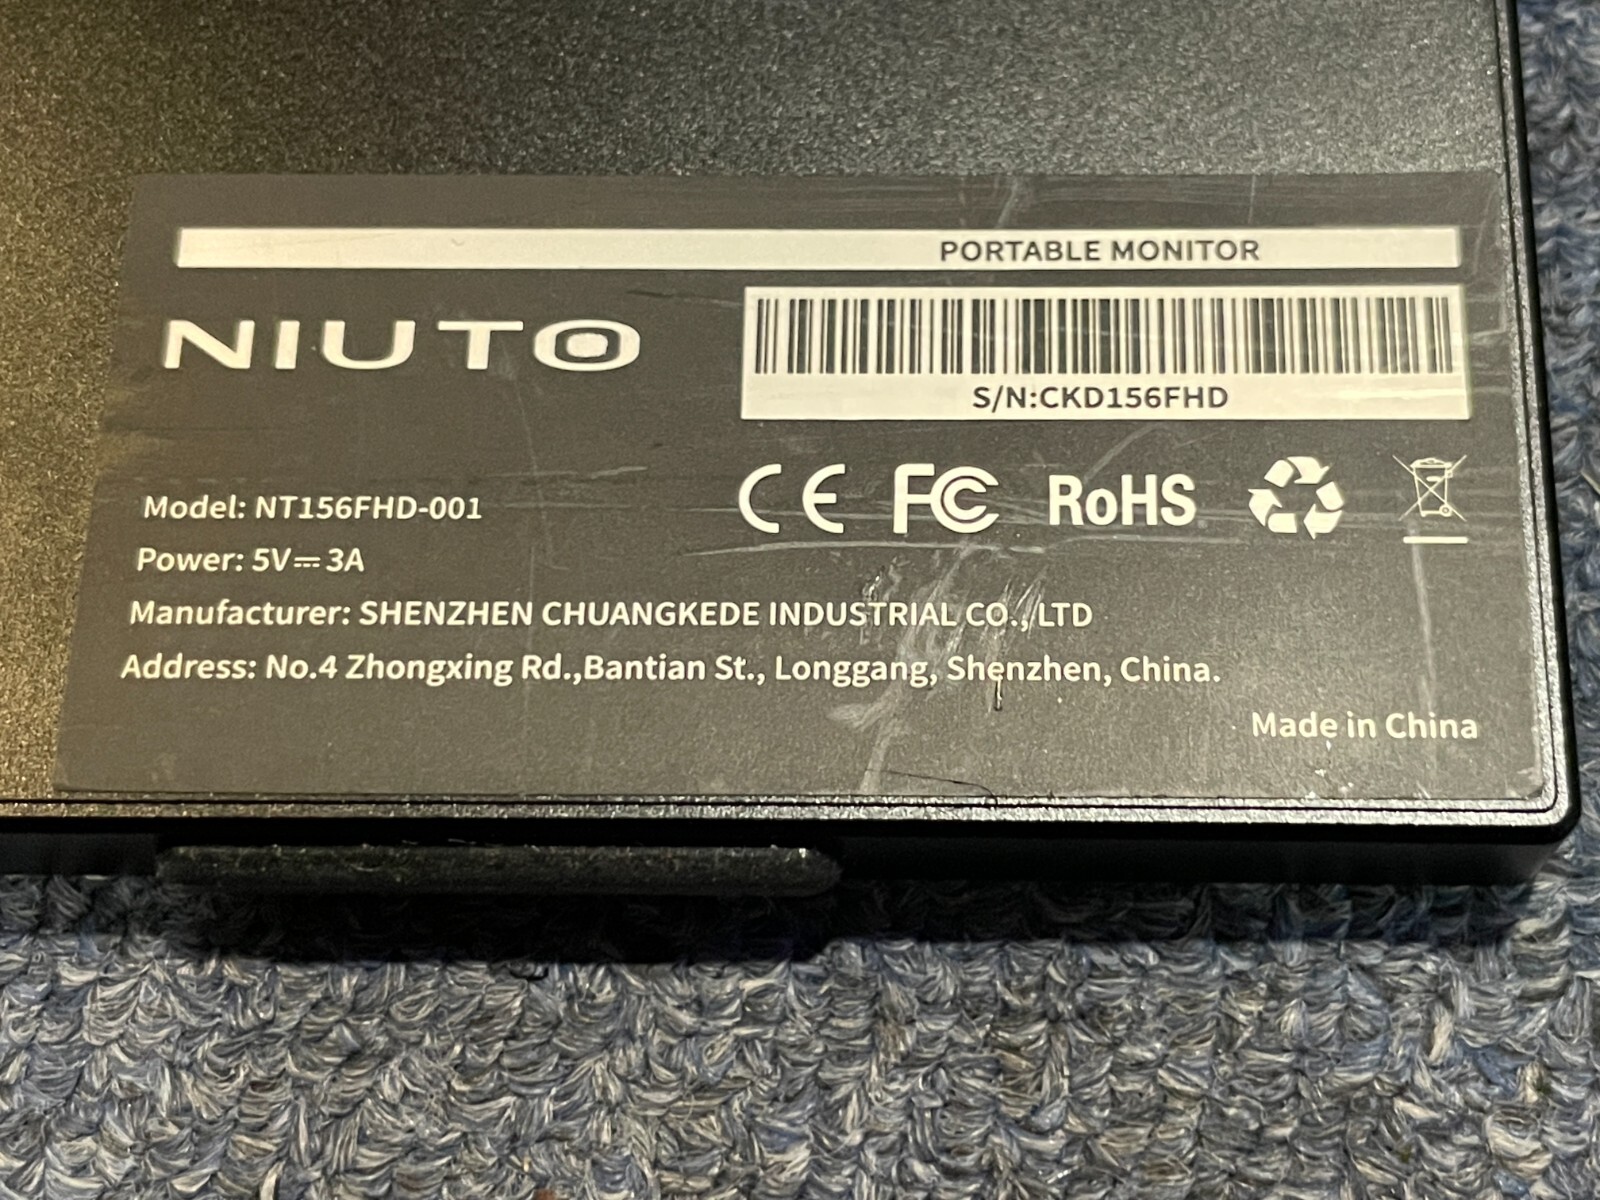 PORTABLE MONITOR
NIUTO
S/N:CKD156FHD
CE FC RoHS
Model: NT156FHD-001
Power: 5V⎓3A
Manufacturer: SHENZHEN CHUANGKEDE INDUSTRIAL CO., LTD
Address: No.4 Zhongxing Rd.,Bantian St., Longgang, Shenzhen, China.
Made in China